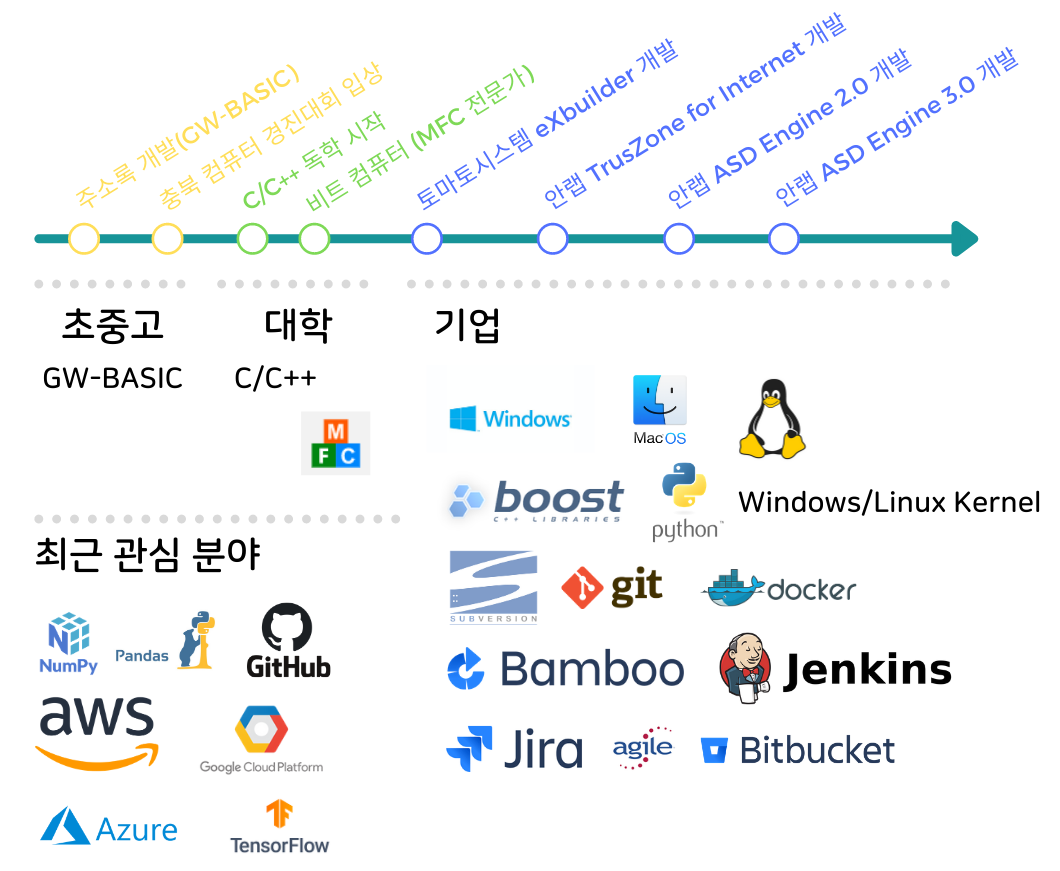 주소록 개발(GW-BASIC)
충북 컴퓨터 경진대회 입상
C/C++ 독학 시작
비트 컴퓨터 (MFC 전문가)
토마토시스템 eXbuilder 개발
안랩 TrusZone for Internet 개발
안랩 ASD Engine 2.0 개발
안랩 ASD Engine 3.0 개발
초중고
대학
기업
GW-BASIC
C/C++
M
F C
Windows
Mac OS
boost
C++ LIBRARIES
python™
Windows/Linux Kernel
SUBVERSION
git
docker
Bamboo
Jenkins
Jira
agile
Bitbucket
최근 관심 분야
NumPy
Pandas
GitHub
aws
Google Cloud Platform
Azure
TensorFlow